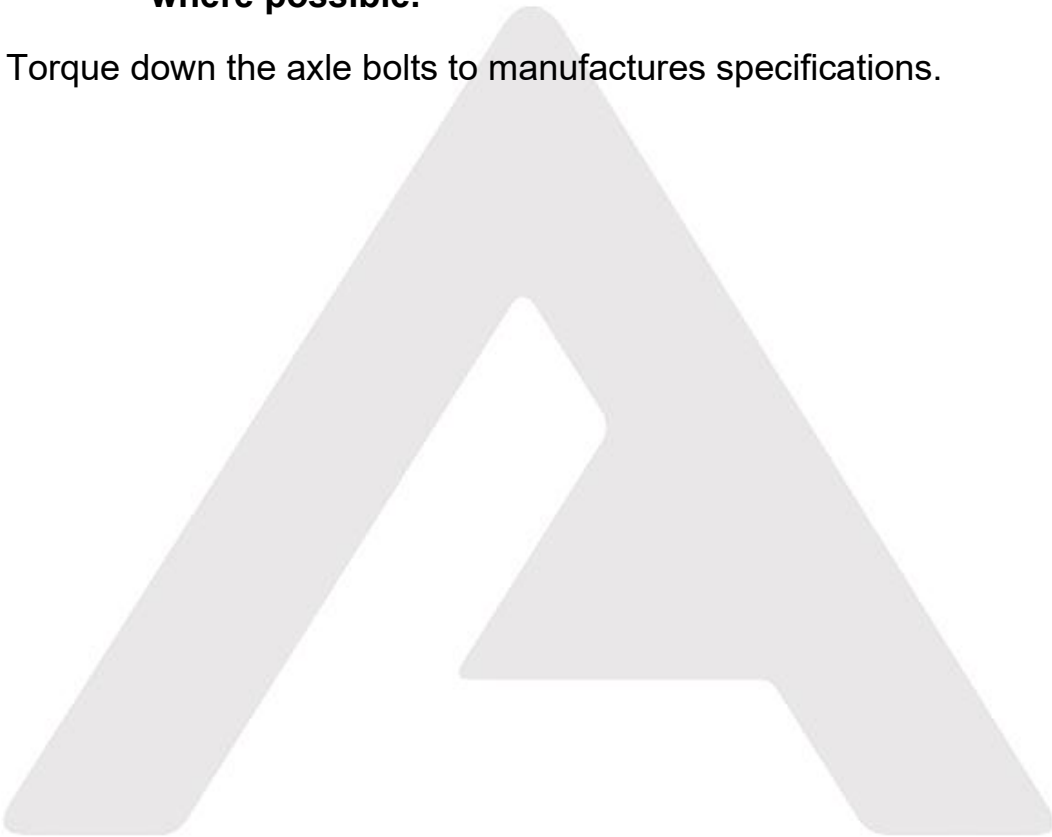 where possible.
Torque down the axle bolts to manufactures specifications.